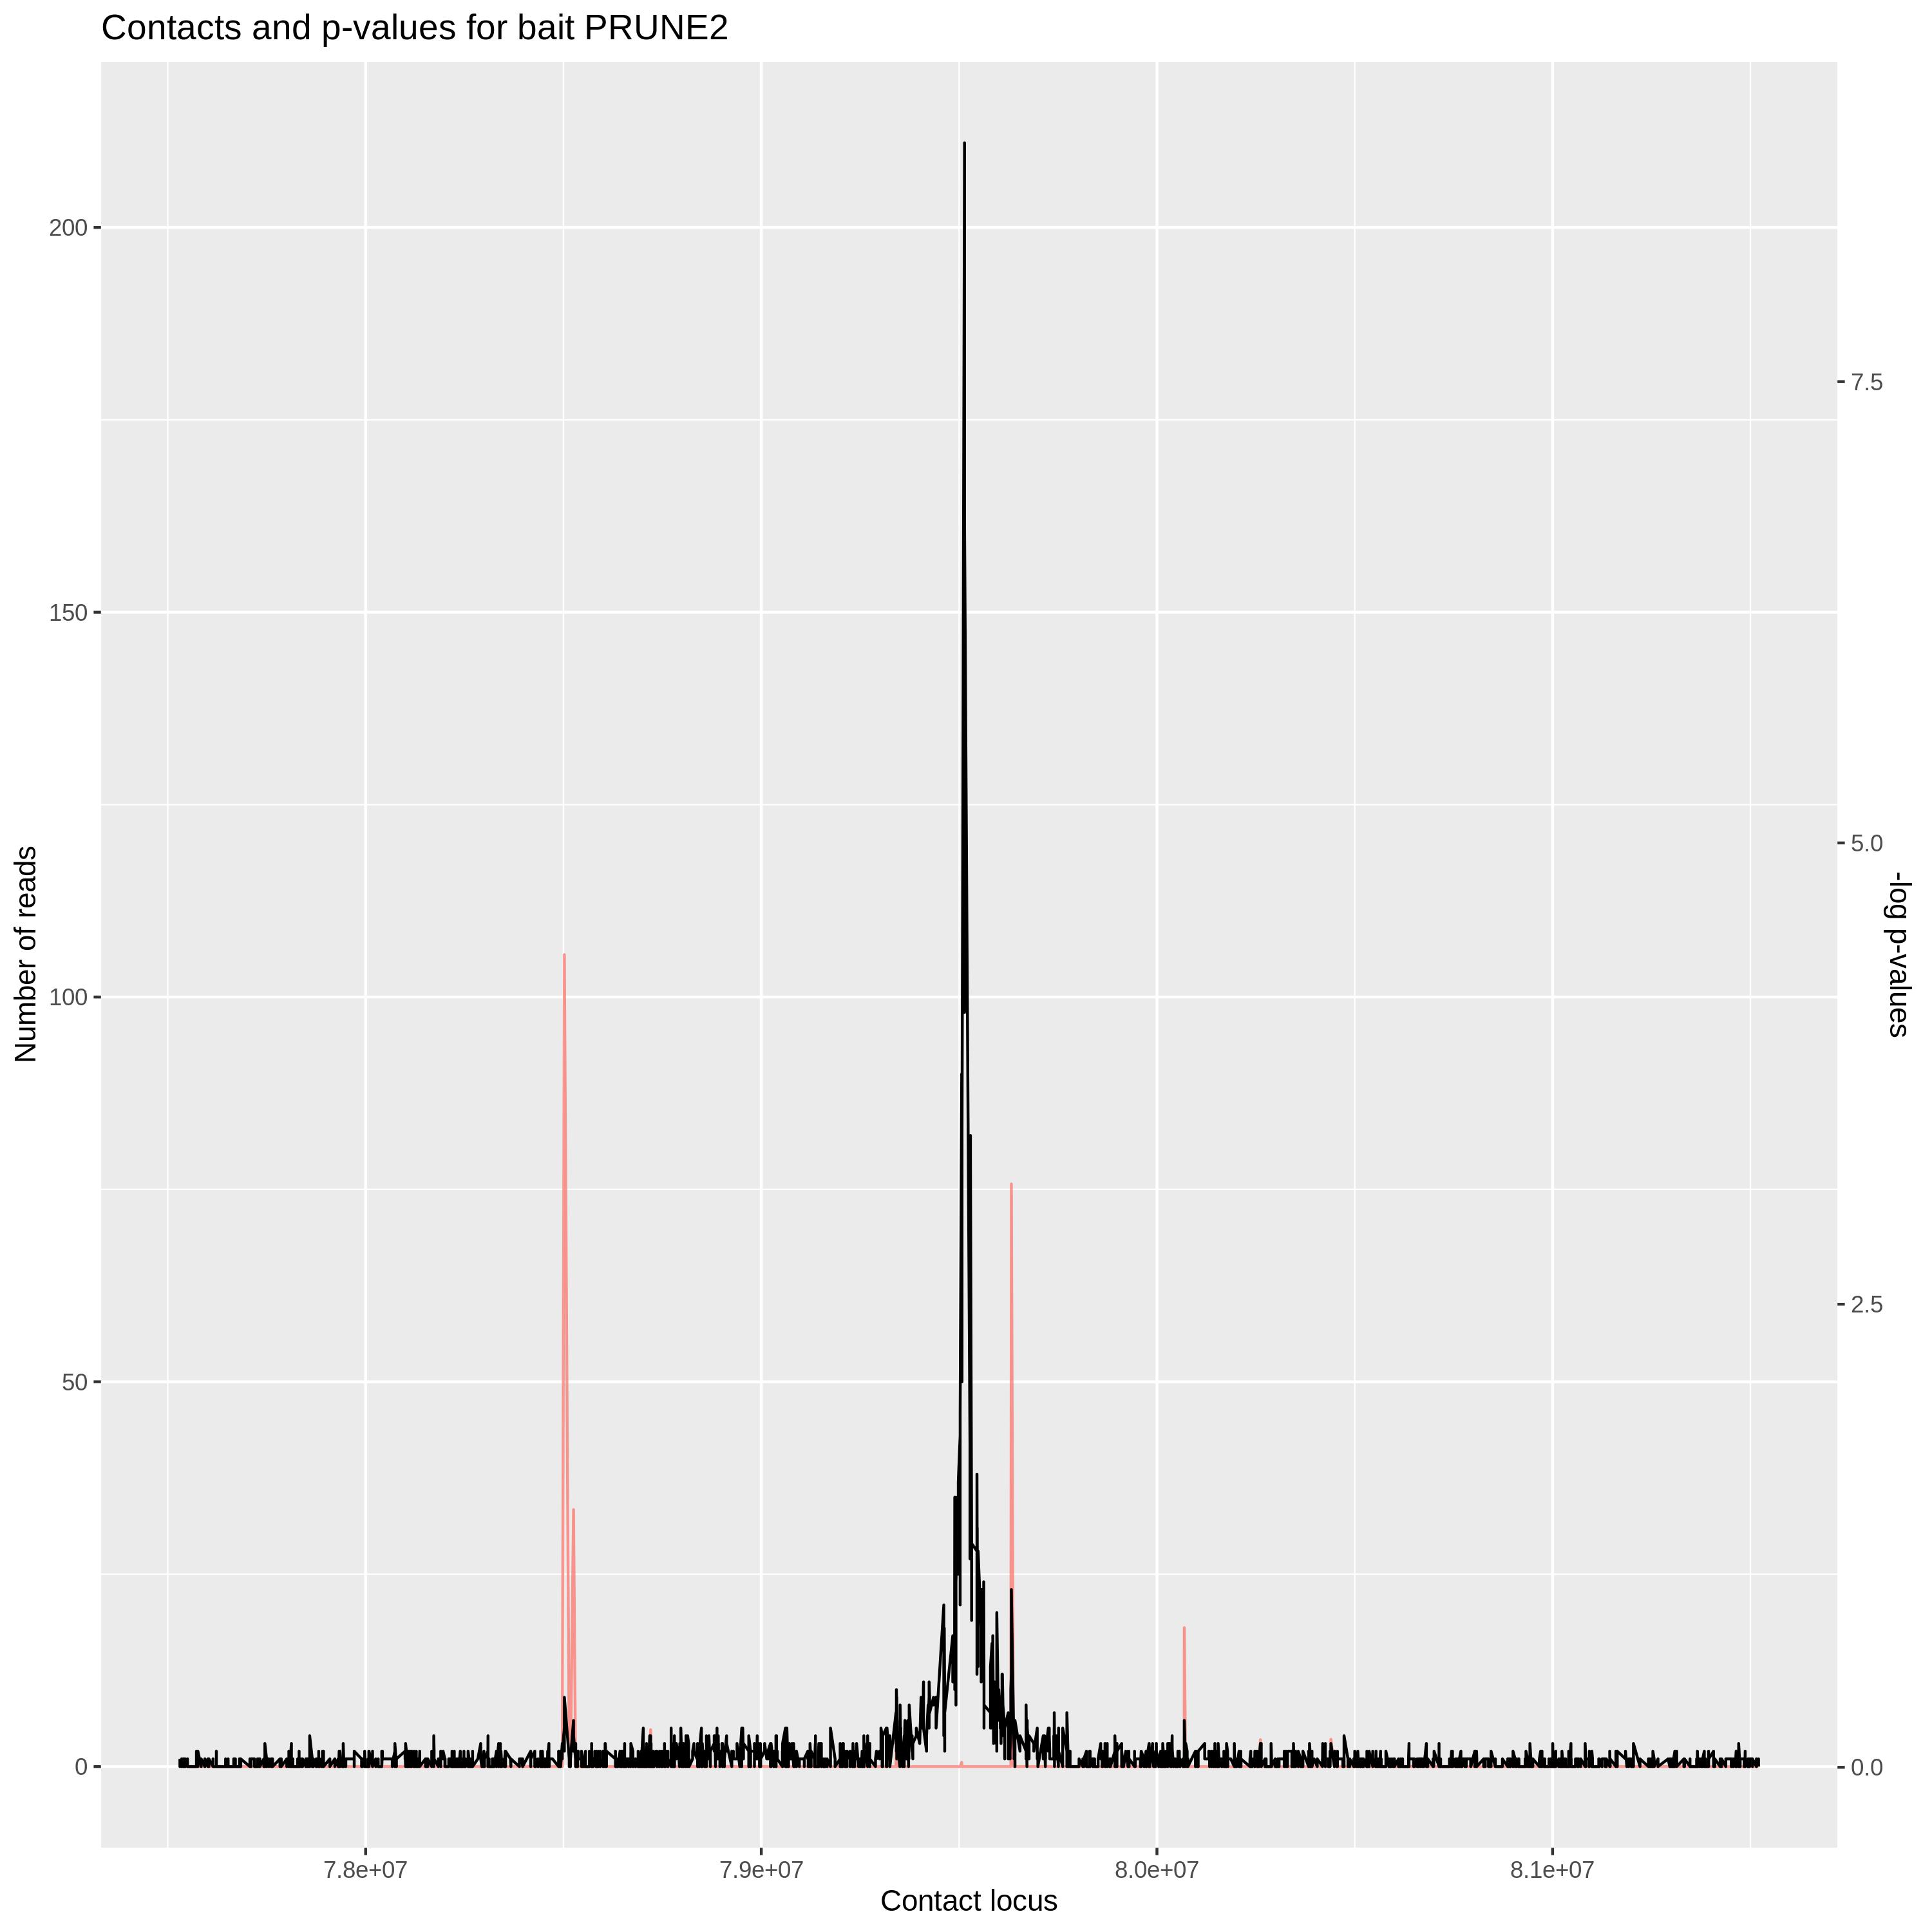 Contacts and p-values for bait PRUNE2
200
150
100
50
0
Number of reads
7.5
5.0
2.5
0.0
-log p-values
7.8e+07 7.9e+07 8.0e+07 8.1e+07
Contact locus